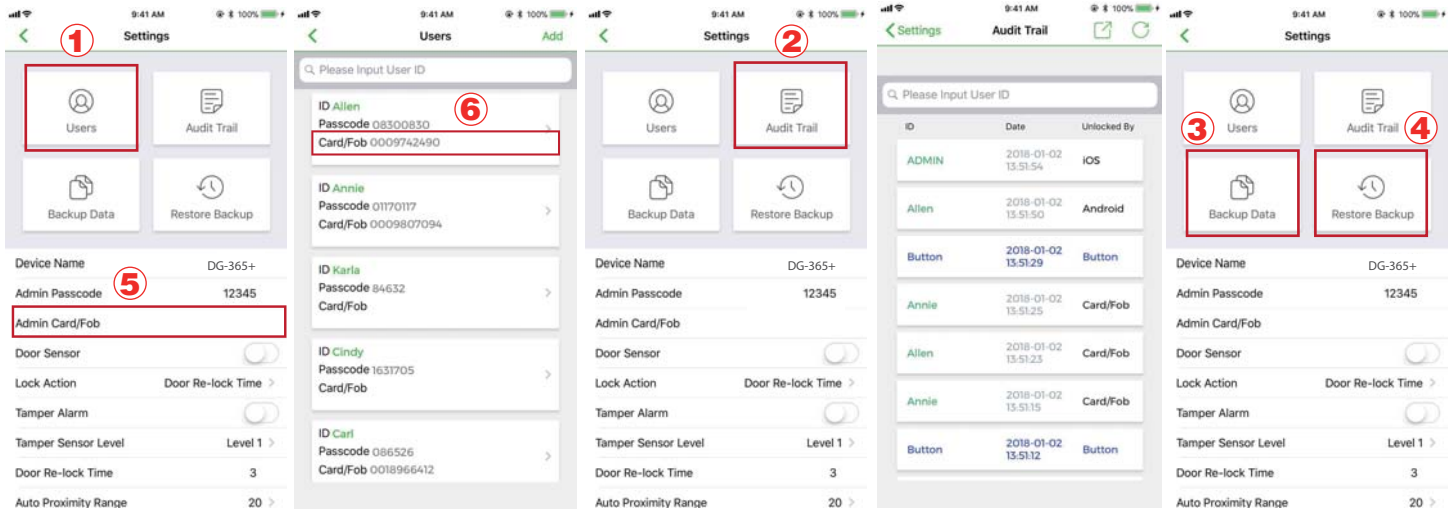 9:41 AM 100%
Settings
1
Users
Audit Trail
Backup Data
Restore Backup
Device Name DG-365+
5
Admin Passcode 12345
Admin Card/Fob
Door Sensor
Lock Action Door Re-lock Time
Tamper Alarm
Tamper Sensor Level Level 1
Door Re-lock Time 3
Auto Proximity Range 20
9:41 AM 100%
Users Add
Please Input User ID
6
ID Allen
Passcode 08300830
Card/Fob 0009742490
ID Annie
Passcode 01170117
Card/Fob 0009807094
ID Karla
Passcode 84632
Card/Fob
ID Cindy
Passcode 1631705
Card/Fob
ID Carl
Passcode 086526
Card/Fob 0018966412
9:41 AM 100%
Settings
2
Users
Audit Trail
Backup Data
Restore Backup
Device Name DG-365+
Admin Passcode 12345
Admin Card/Fob
Door Sensor
Lock Action Door Re-lock Time
Tamper Alarm
Tamper Sensor Level Level 1
Door Re-lock Time 3
Auto Proximity Range 20
9:41 AM 100%
Settings Audit Trail
Please Input User ID
ID Date Unlocked By
ADMIN 2018-01-02 13:51:54 iOS
Allen 2018-01-02 13:51:50 Android
Button 2018-01-02 13:51:29 Button
Annie 2018-01-02 13:51:25 Card/Fob
Allen 2018-01-02 13:51:23 Card/Fob
Annie 2018-01-02 13:51:15 Card/Fob
Button 2018-01-02 13:51:12 Button
9:41 AM 100%
Settings
3
Users
Audit Trail
4
Backup Data
Restore Backup
Device Name DG-365+
Admin Passcode 12345
Admin Card/Fob
Door Sensor
Lock Action Door Re-lock Time
Tamper Alarm
Tamper Sensor Level Level 1
Door Re-lock Time 3
Auto Proximity Range 20